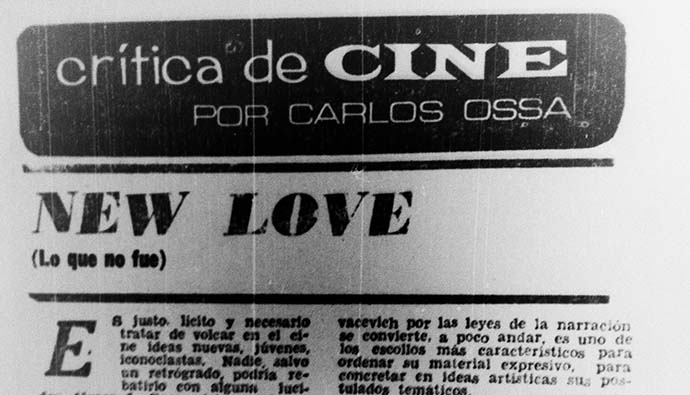 crítica de CINE
POR CARLOS OSSA
NEW LOVE
(Lo que no fue)
Es justo, lícito y necesario
tratar de volcar en el ci-
ne ideas nuevas, jóvenes,
iconoclastas. Nadie, salvo
un retrógrado, podría re-
batirlo con alguna luci-
vacevich por las leyes de la narración
se convierte, a poco andar, es uno de
los escollos más característicos para
ordenar su material expresivo, para
concretar en ideas artísticas sus pos-
tulados temáticos.